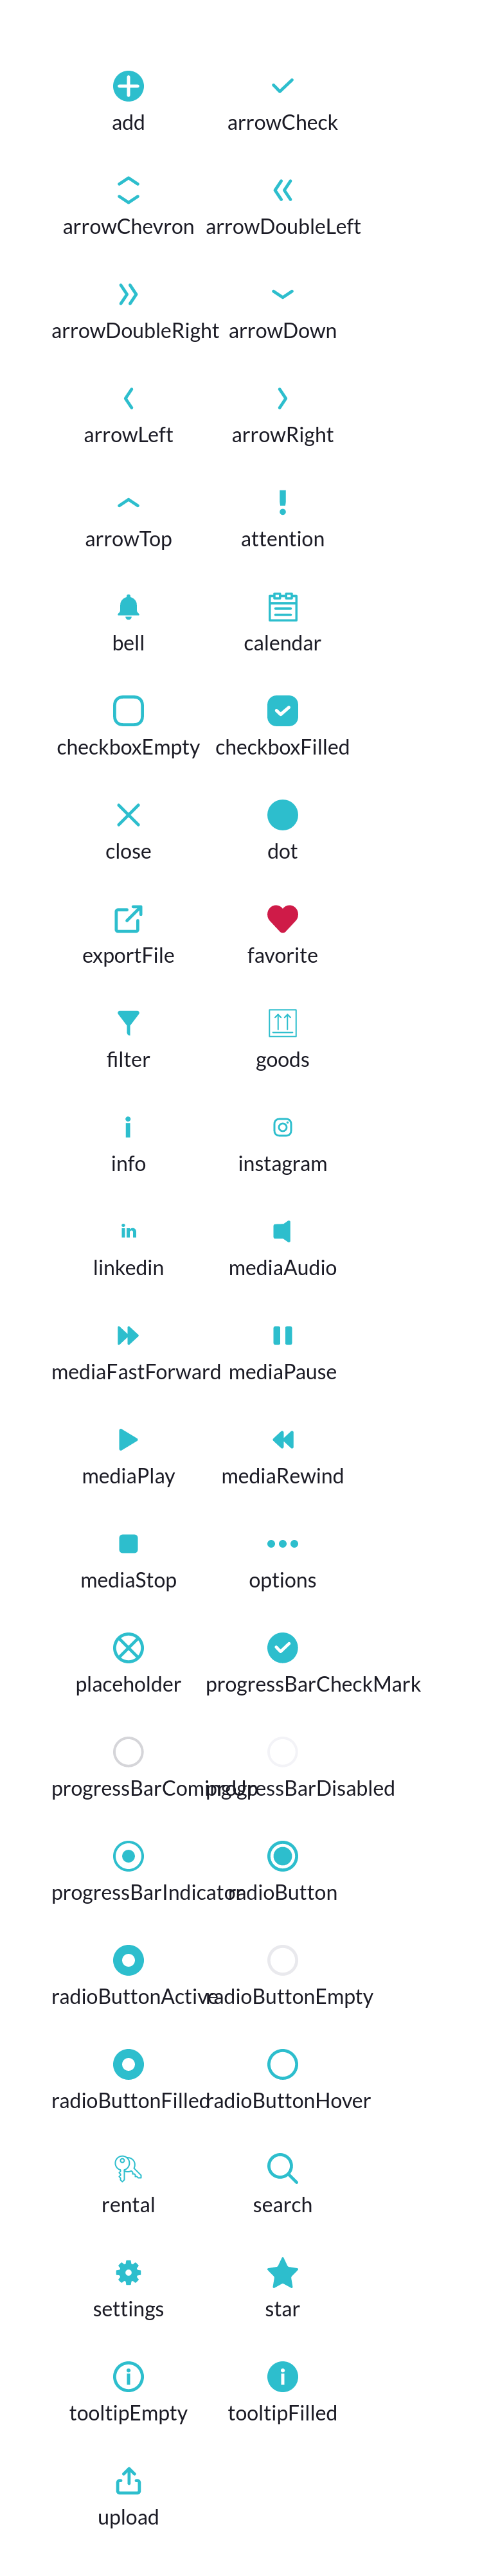 add arrowCheck
arrowChevron arrowDoubleLeft
arrowDoubleRight arrowDown
arrowLeft arrowRight
arrowTop attention
bell calendar
checkboxEmpty checkboxFilled
close dot
exportFile favorite
filter goods
info instagram
linkedin mediaAudio
mediaFastForward mediaPause
mediaPlay mediaRewind
mediaStop options
placeholder progressBarCheckMark
progressBarComingUp progressBarDisabled
progressBarIndicator radioButton
radioButtonActive radioButtonEmpty
radioButtonFilled radioButtonHover
rental search
settings star
tooltipEmpty tooltipFilled
upload